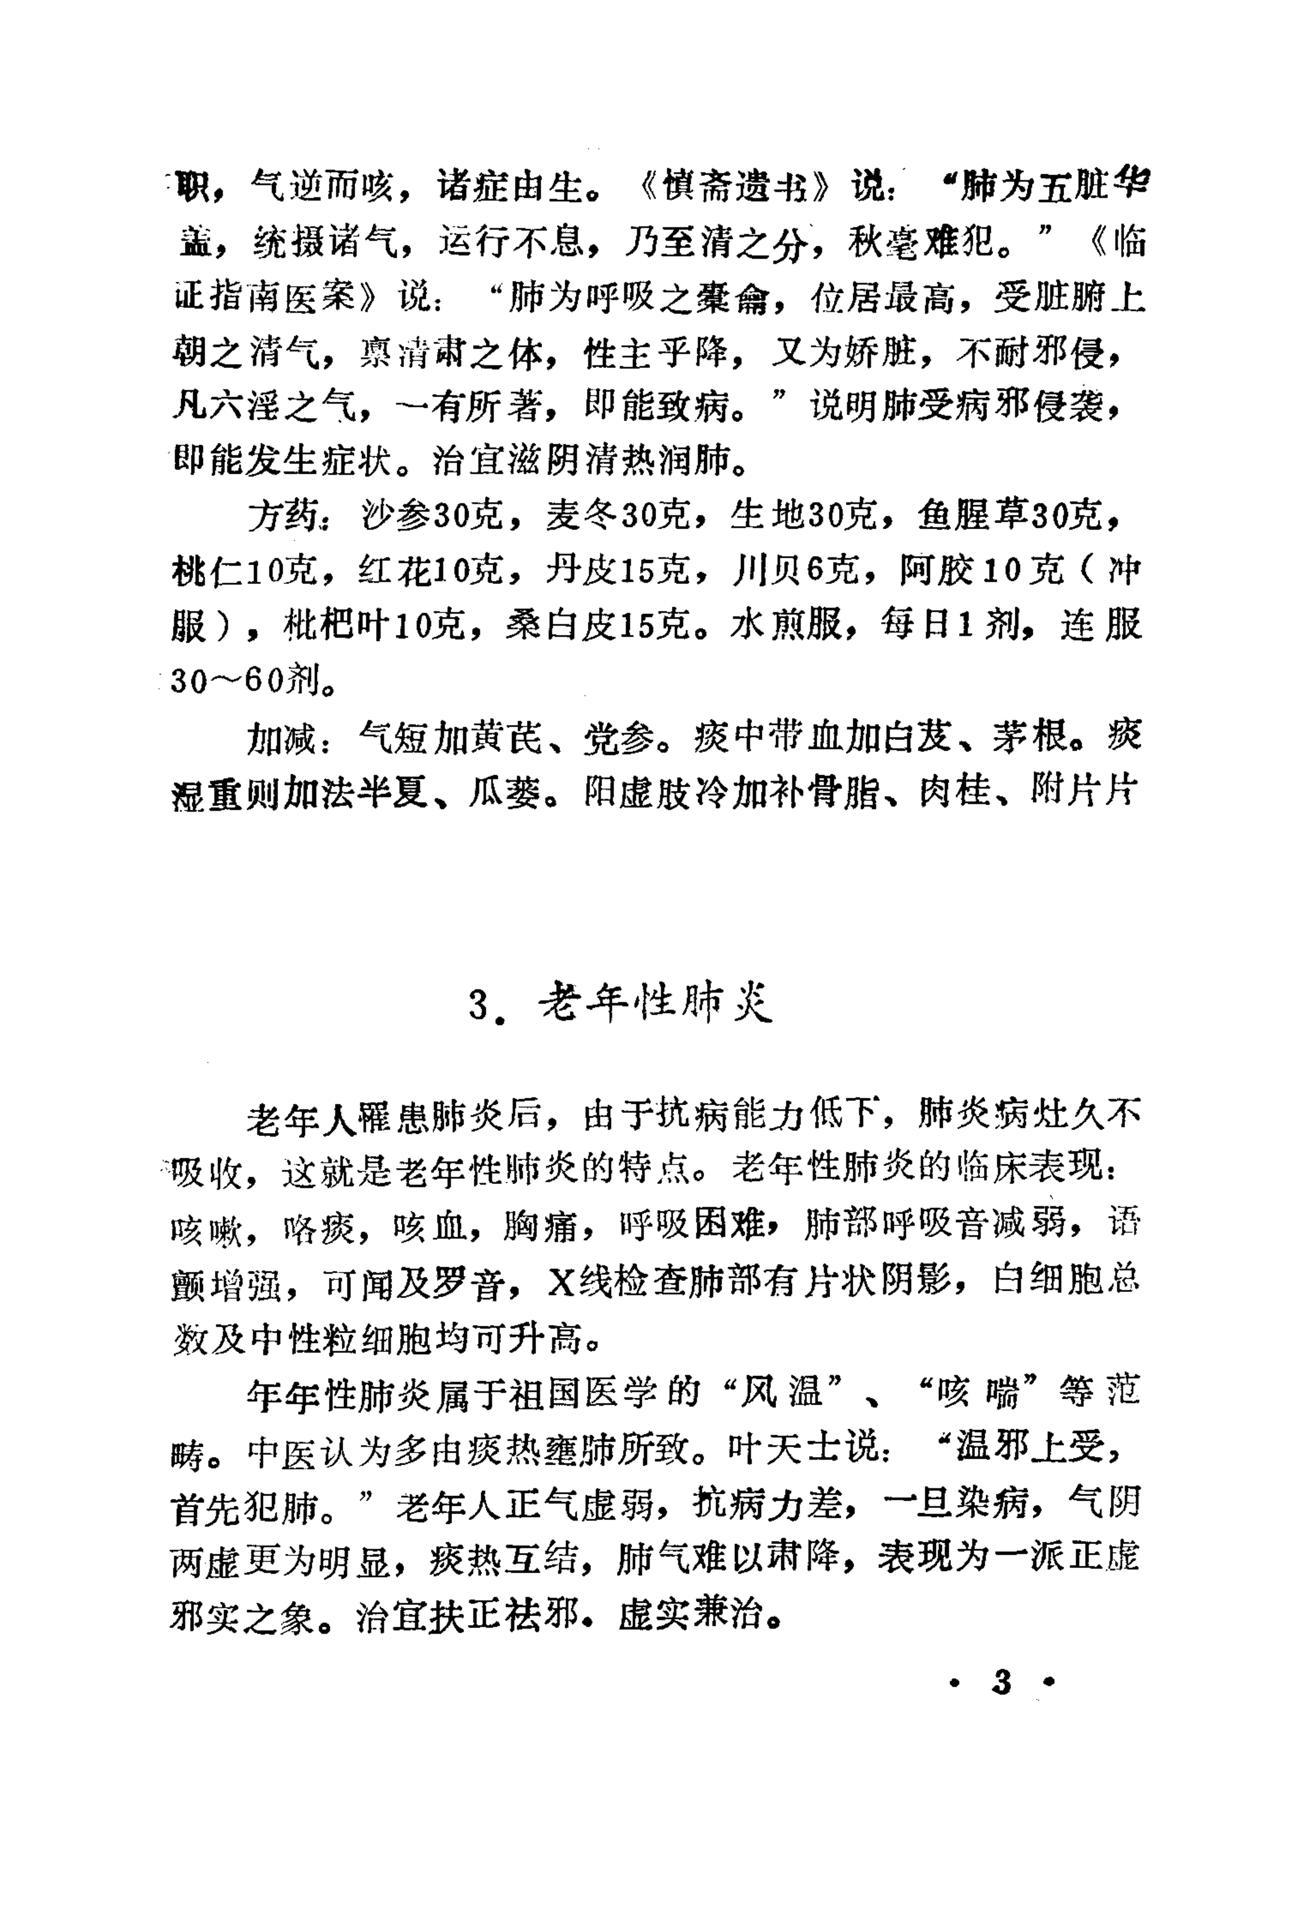 职，气逆而咳，诸症由生。《慎斋遗书》说：“肺为五脏华
盖，统摄诸气，运行不息，乃至清之分，秋毫难犯。”《临
证指南医案》说：“肺为呼吸之橐龠，位居最高，受脏腑上
朝之清气，禀清肃之体，性主乎降，又为娇脏，不耐邪侵，
凡六淫之气，一有所著，即能致病。”说明肺受病邪侵袭，
即能发生症状。治宜滋阴清热润肺。
方药：沙参30克，麦冬30克，生地30克，鱼腥草30克，
桃仁10克，红花10克，丹皮15克，川贝6克，阿胶10克（冲
服），枇杷叶10克，桑白皮15克。水煎服，每日1剂，连服
30～60剂。
加减：气短加黄芪、党参。痰中带血加白芨、茅根。痰
湿重则加法半夏、瓜蒌。阳虚肢冷加补骨脂、肉桂、附片片
3．老年性肺炎
老年人罹患肺炎后，由于抗病能力低下，肺炎病灶久不
吸收，这就是老年性肺炎的特点。老年性肺炎的临床表现：
咳嗽，咯痰，咳血，胸痛，呼吸困难，肺部呼吸音减弱，语
颤增强，可闻及罗音，X线检查肺部有片状阴影，白细胞总
数及中性粒细胞均可升高。
年年性肺炎属于祖国医学的“风温”、“咳喘”等范
畴。中医认为多由痰热壅肺所致。叶天士说：“温邪上受，
首先犯肺。”老年人正气虚弱，抗病力差，一旦染病，气阴
两虚更为明显，痰热互结，肺气难以肃降，表现为一派正虚
邪实之象。治宜扶正祛邪．虚实兼治。
·3·